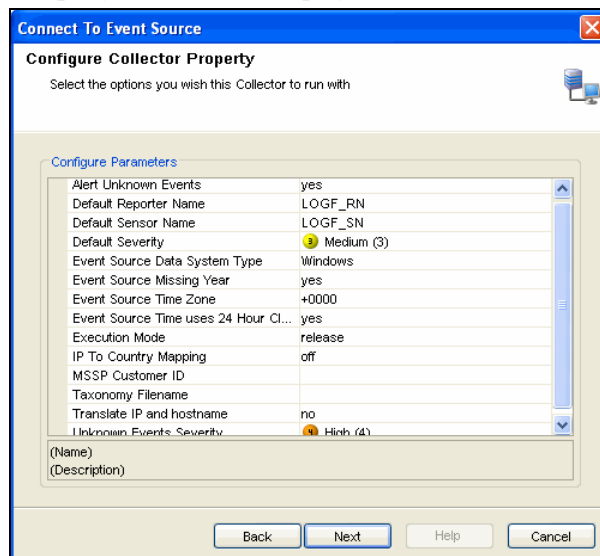 Connect To Event Source
Configure Collector Property
Select the options you wish this Collector to run with
Configure Parameters
Alert Unknown Events yes
Default Reporter Name LOGF_RN
Default Sensor Name LOGF_SN
Default Severity 3 Medium (3)
Event Source Data System Type Windows
Event Source Missing Year yes
Event Source Time Zone +0000
Event Source Time uses 24 Hour Cl... yes
Execution Mode release
IP To Country Mapping off
MSSP Customer ID
Taxonomy Filename
Translate IP and hostname no
Unknown Events Severity 4 High (4)
(Name)
(Description)
Back Next Help Cancel